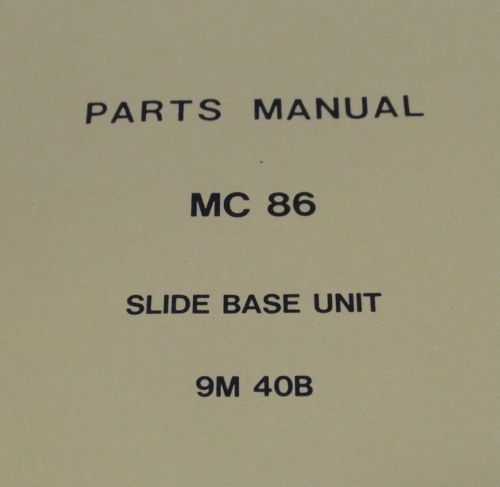 PARTS MANUAL
MC 86
SLIDE BASE UNIT
9M 40B